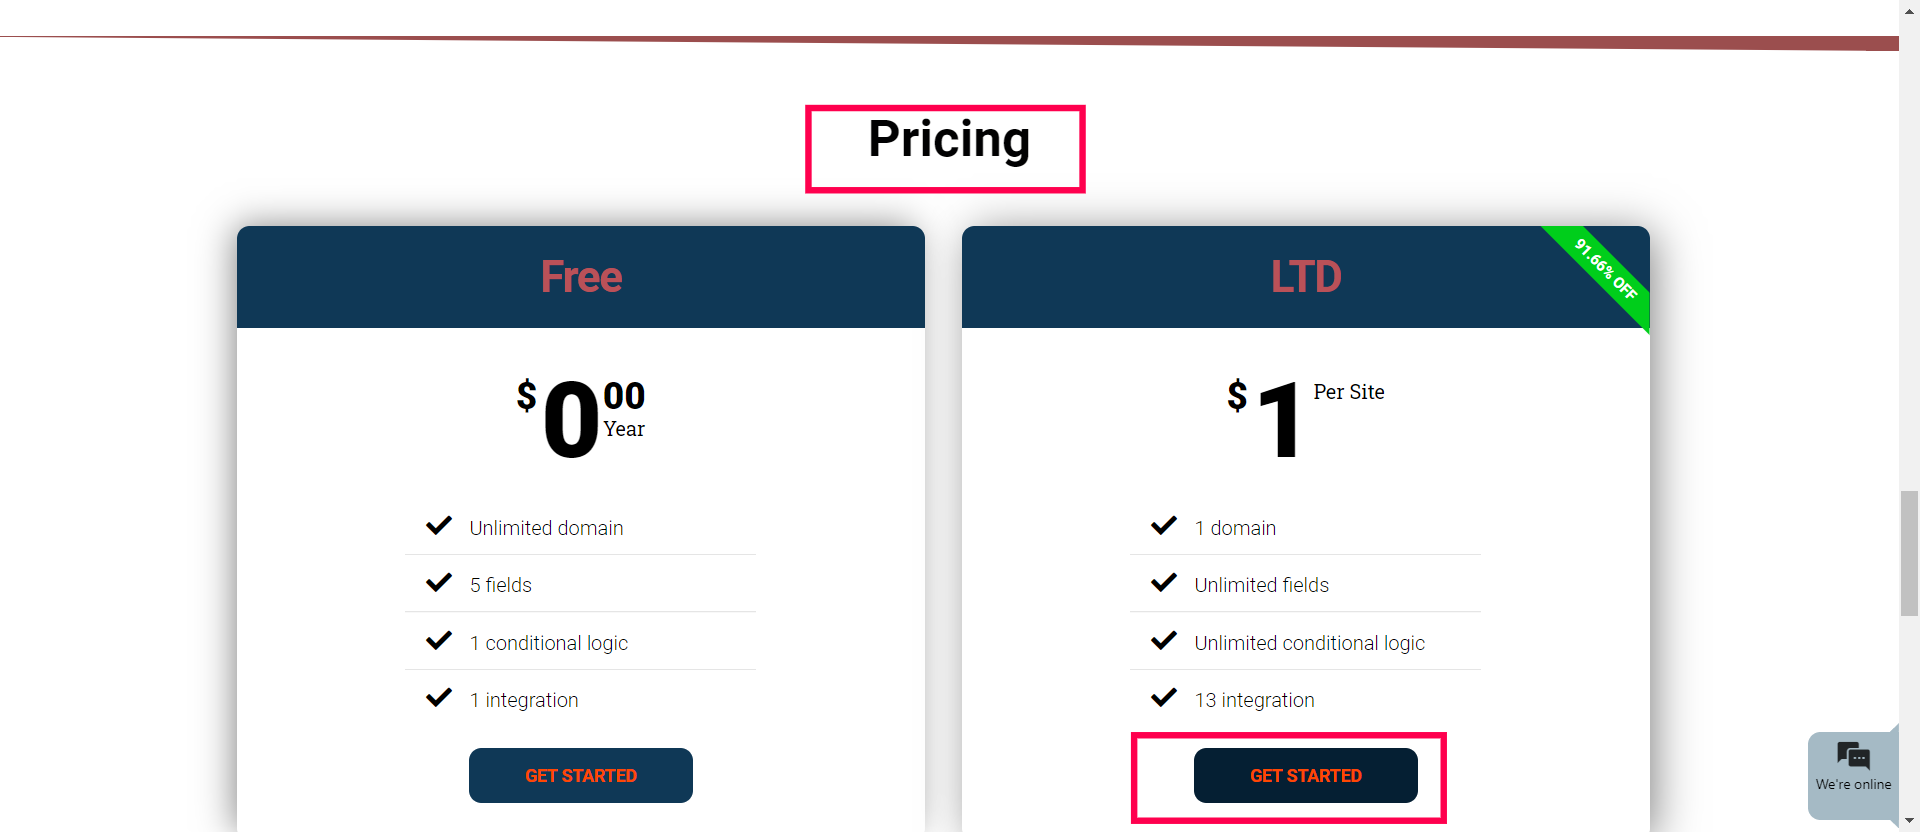 Pricing
Free
$ 0 00
Year
Unlimited domain
5 fields
1 conditional logic
1 integration
GET STARTED
LTD
91.66% OFF
$ 1 Per Site
1 domain
Unlimited fields
Unlimited conditional logic
13 integration
GET STARTED
We're online